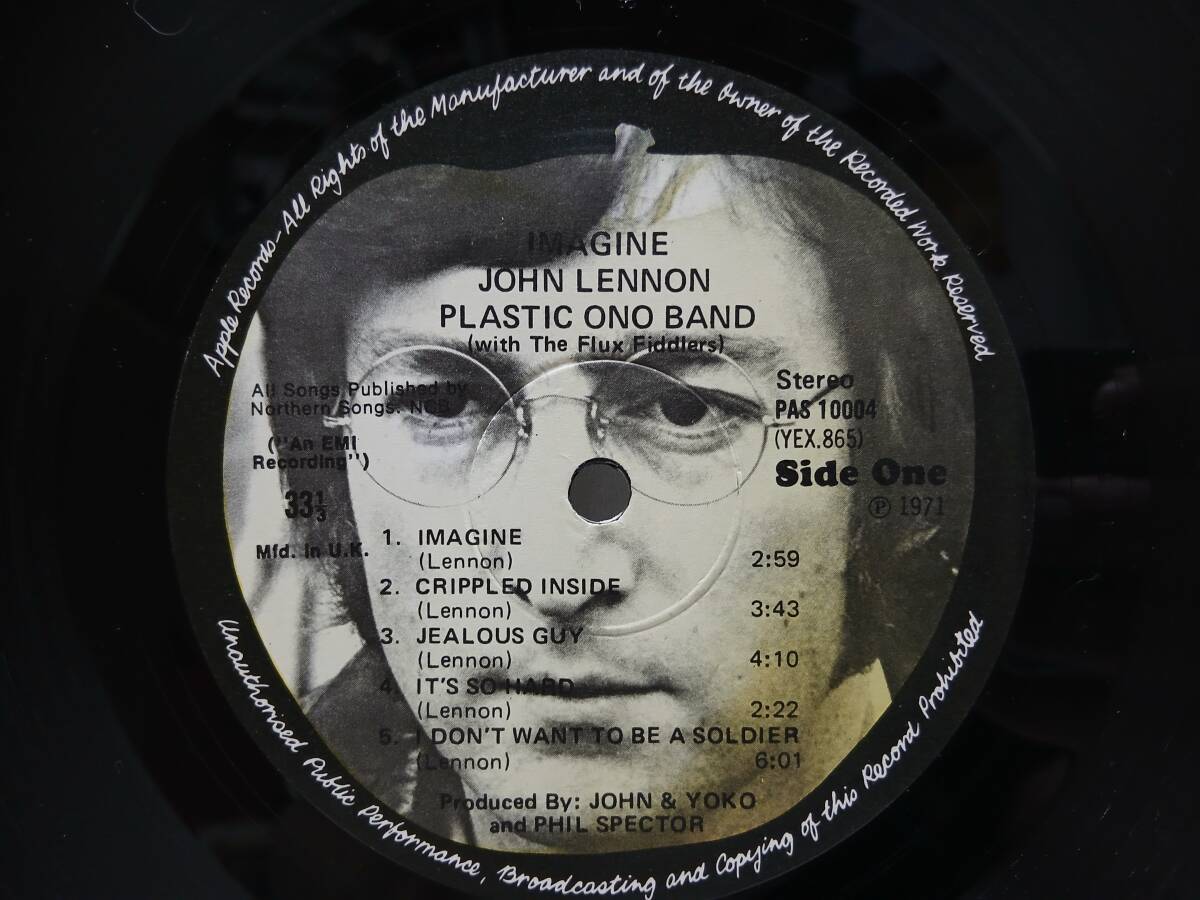 Apple Records - All Rights of the Manufacturer and of the Owner of the Recorded Work Reserved
IMAGINE
JOHN LENNON
PLASTIC ONO BAND
(with The Flux Fiddlers)
All Songs Published by
Northern Songs. NCB
("An EMI
Recording")
33⅓
Mfd. In U.K.
Stereo
PAS 10004
(YEX.865)
Side One
℗ 1971
1. IMAGINE
(Lennon) 2:59
2. CRIPPLED INSIDE
(Lennon) 3:43
3. JEALOUS GUY
(Lennon) 4:10
4. IT'S SO HARD
(Lennon) 2:22
5. I DON'T WANT TO BE A SOLDIER
(Lennon) 6:01
Produced By: JOHN & YOKO
and PHIL SPECTOR
Unauthorised Public Performance, Broadcasting and Copying of this Record Prohibited